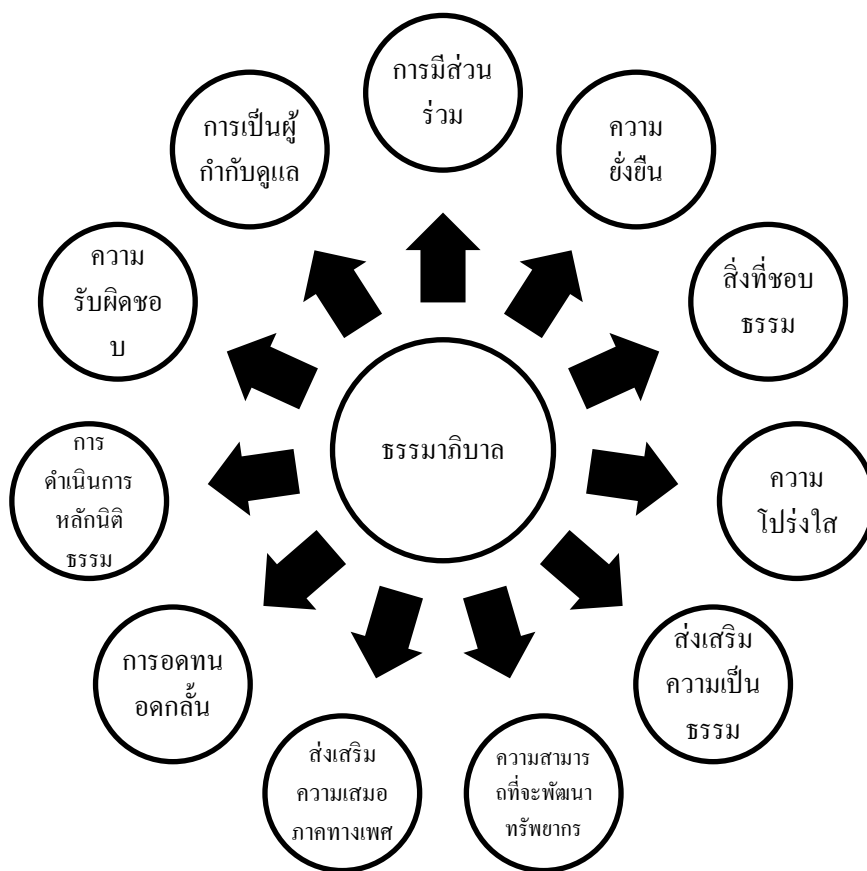 การมีส่วน
ร่วม
ความ
ยั่งยืน
สิ่งที่ชอบ
ธรรม
ความ
โปร่งใส
ส่งเสริม
ความเป็น
ธรรม
ความสามาร
ถที่จะพัฒนา
ทรัพยากร
ส่งเสริม
ความเสมอ
ภาคทางเพศ
การอดทน
อดกลั้น
การ
ดำเนินการ
หลักนิติ
ธรรม
ความ
รับผิดชอ
บ
การเป็นผู้
กำกับดูแล
ธรรมาภิบาล